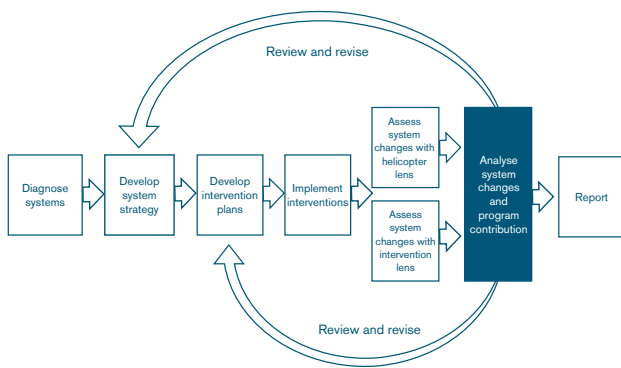 Review and revise
Diagnose
systems
Develop
system
strategy
Develop
intervention
plans
Implement
interventions
Assess
system
changes with
helicopter
lens
Assess
system
changes with
intervention
lens
Analyse
system
changes
and
program
contribution
Report
Review and revise